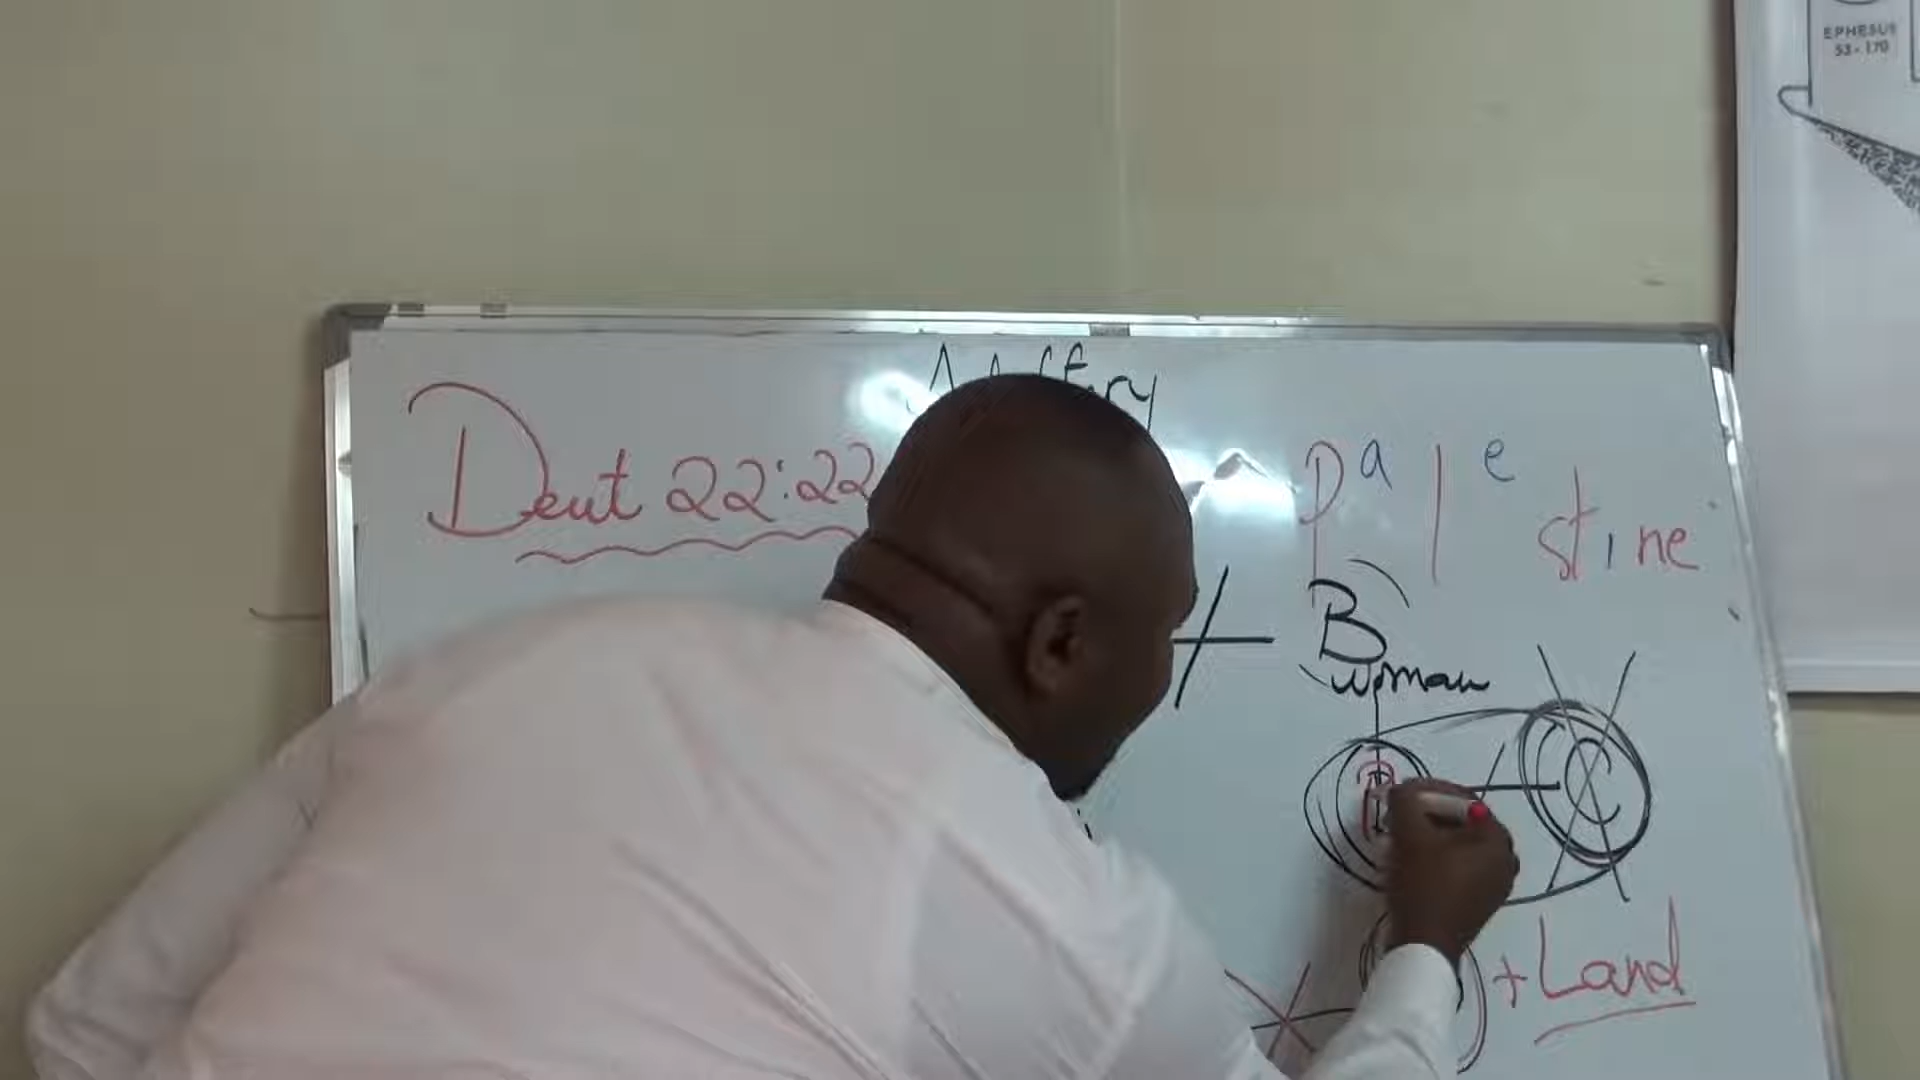 EPHESUS
53-170
Deut 22:22
Palestine
B
woman
C
+ Land